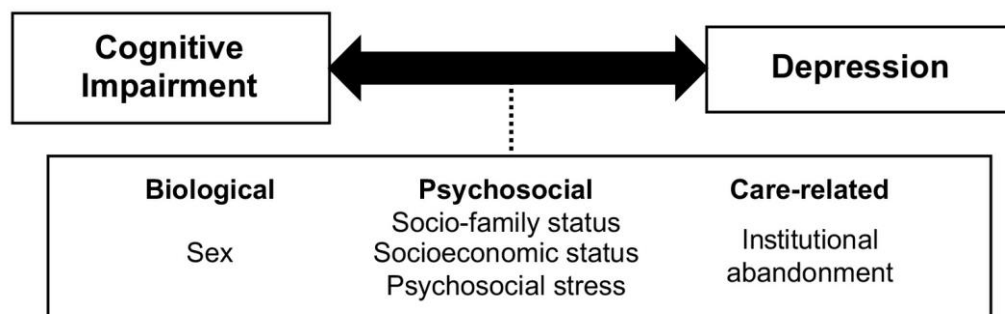 Cognitive
Impairment
Depression
Biological
Sex
Psychosocial
Socio-family status
Socioeconomic status
Psychosocial stress
Care-related
Institutional
abandonment